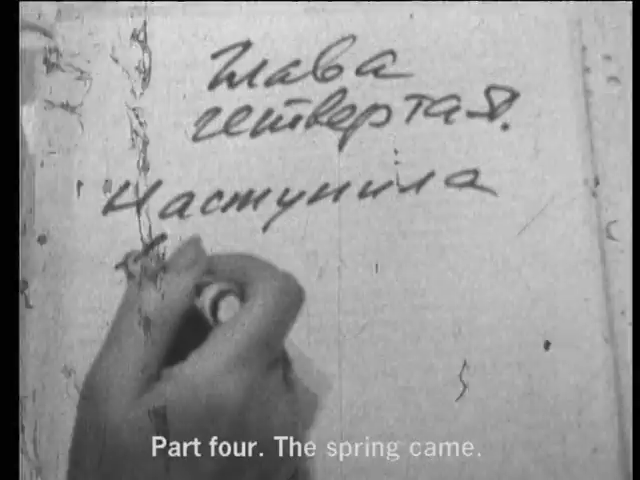 Глава
четвертая.
Наступила
Part four. The spring came.